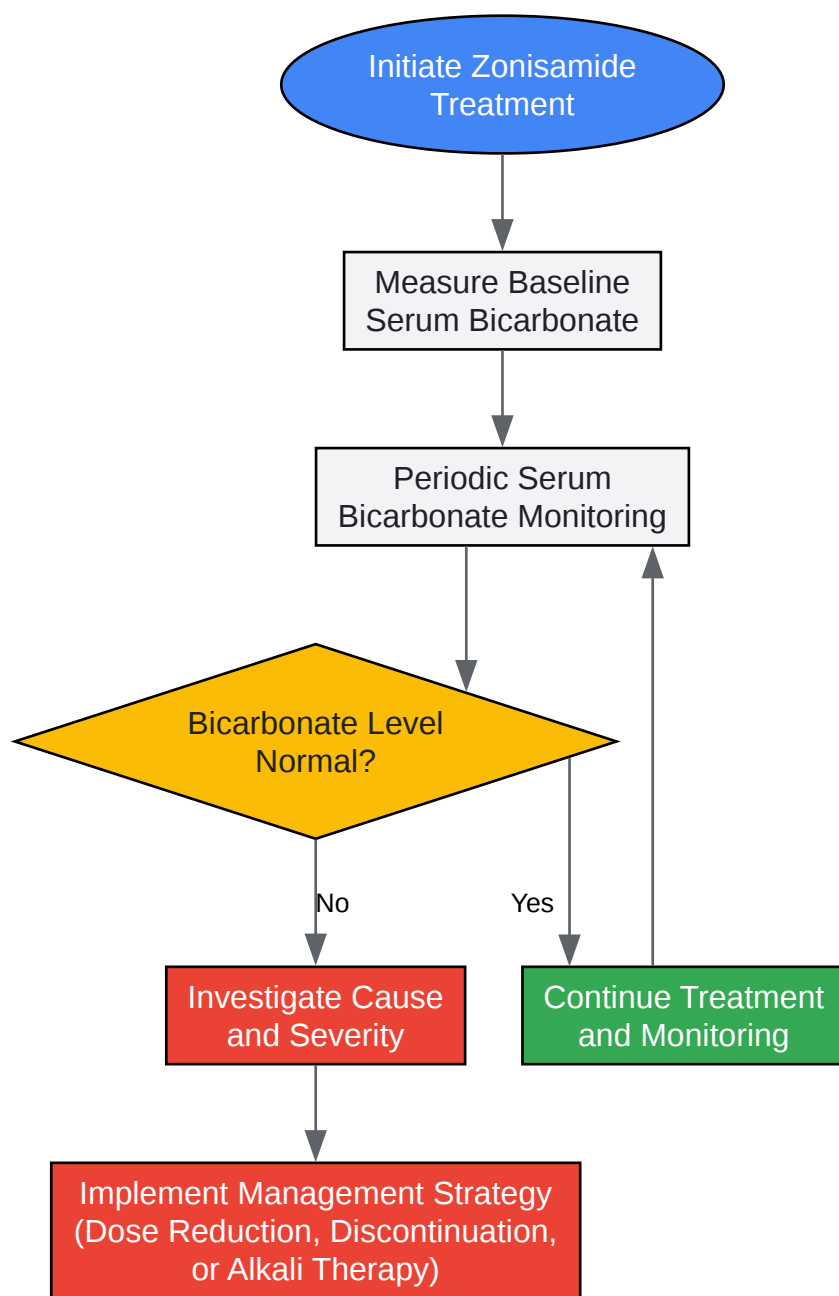 Initiate Zonisamide
Treatment
Measure Baseline
Serum Bicarbonate
Periodic Serum
Bicarbonate Monitoring
Bicarbonate Level
Normal?
No
Yes
Investigate Cause
and Severity
Continue Treatment
and Monitoring
Implement Management Strategy
(Dose Reduction, Discontinuation,
or Alkali Therapy)